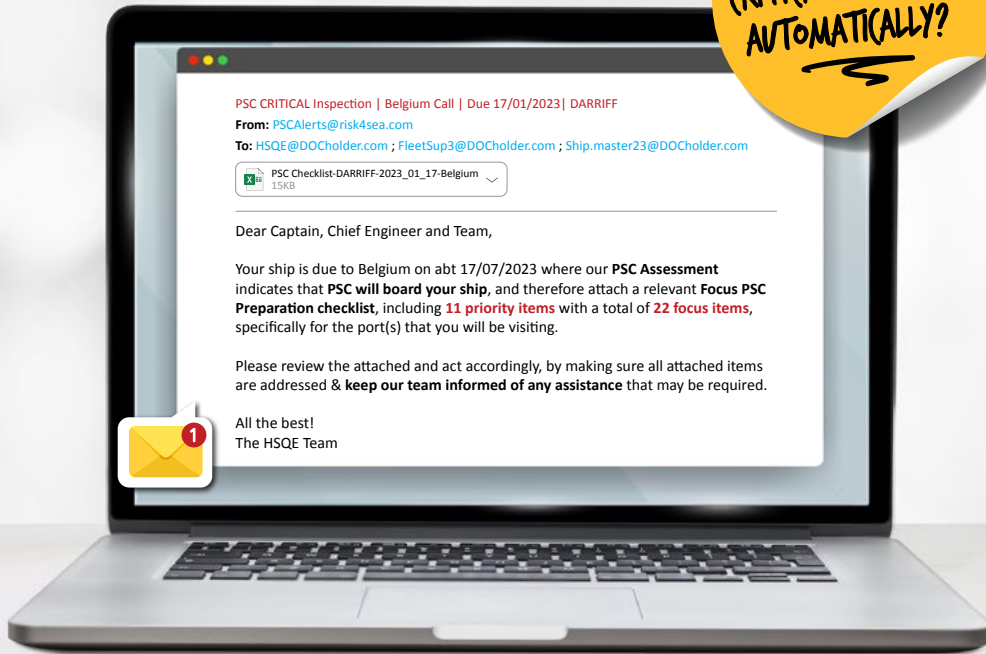 AUTOMATICALLY?
PSC CRITICAL Inspection | Belgium Call | Due 17/01/2023| DARRIFF
From: PSCAlerts@risk4sea.com
To: HSQE@DOCholder.com ; FleetSup3@DOCholder.com ; Ship.master23@DOCholder.com
PSC Checklist-DARRIFF-2023_01_17-Belgium
15KB
Dear Captain, Chief Engineer and Team,
Your ship is due to Belgium on abt 17/07/2023 where our PSC Assessment
indicates that PSC will board your ship, and therefore attach a relevant Focus PSC
Preparation checklist, including 11 priority items with a total of 22 focus items,
specifically for the port(s) that you will be visiting.
Please review the attached and act accordingly, by making sure all attached items
are addressed & keep our team informed of any assistance that may be required.
All the best!
The HSQE Team
1